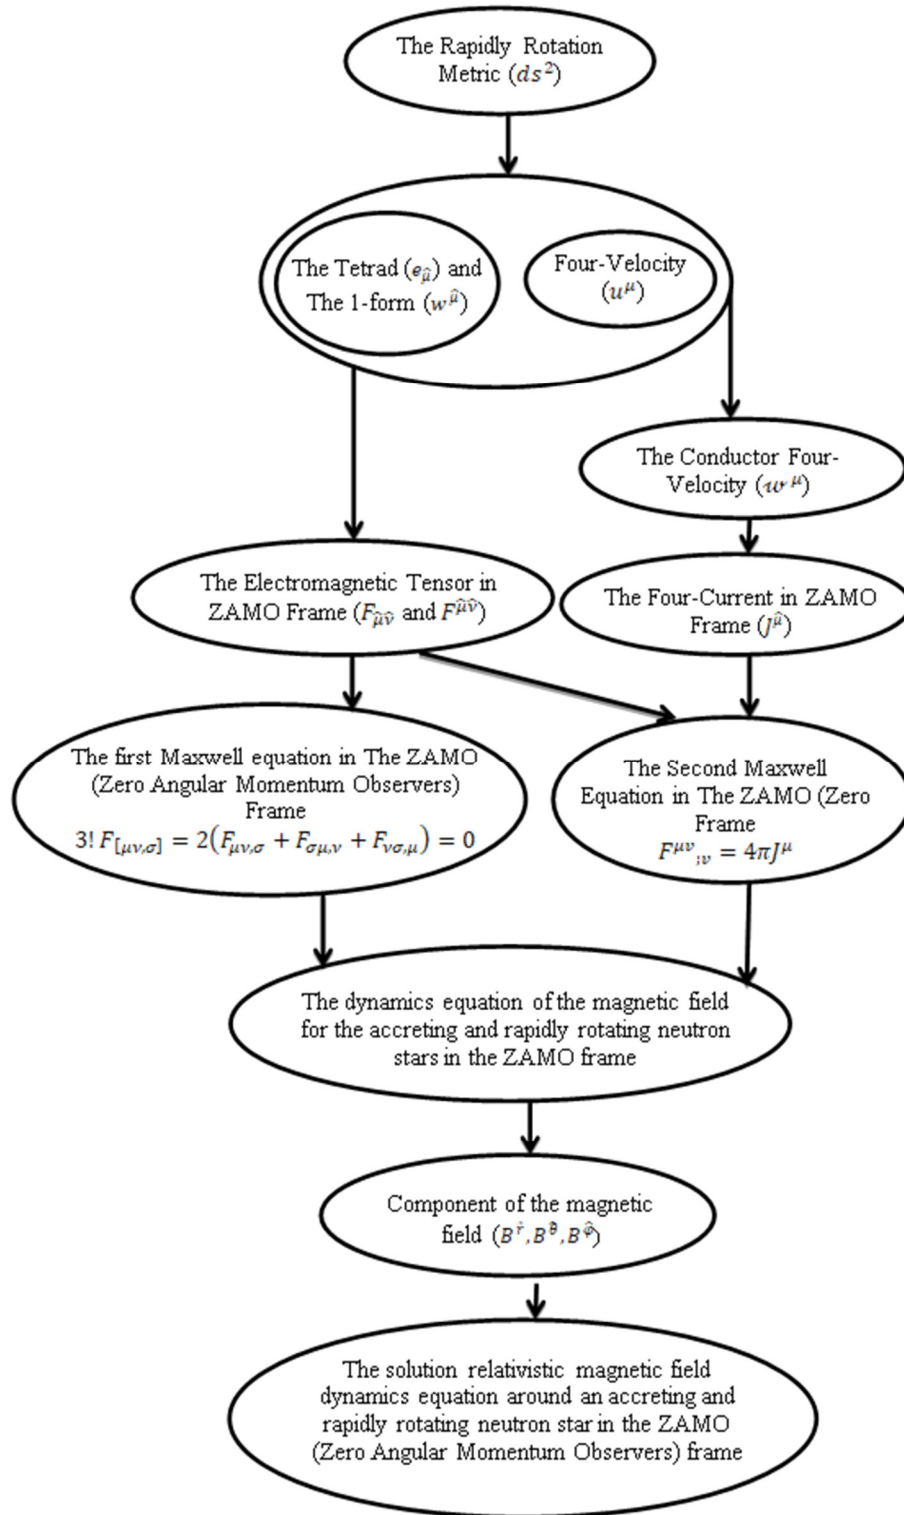 The Rapidly Rotation
Metric (ds²)
The Tetrad (e_μ̂) and
The 1-form (w^μ̂)
Four-Velocity
(u^μ)
The Conductor Four-
Velocity (w^μ)
The Electromagnetic Tensor in
ZAMO Frame (F_μ̂ν̂ and F^μ̂ν̂)
The Four-Current in ZAMO
Frame (J^μ̂)
The first Maxwell equation in The ZAMO
(Zero Angular Momentum Observers)
Frame
3! F_[μν,σ] = 2(F_μν,σ + F_σμ,ν + F_νσ,μ) = 0
The Second Maxwell
Equation in The ZAMO (Zero
Frame
F^μν_;ν = 4πJ^μ
The dynamics equation of the magnetic field
for the accreting and rapidly rotating neutron
stars in the ZAMO frame
Component of the magnetic
field (B^r̂, B^θ̂, B^φ̂)
The solution relativistic magnetic field
dynamics equation around an accreting and
rapidly rotating neutron star in the ZAMO
(Zero Angular Momentum Observers) frame